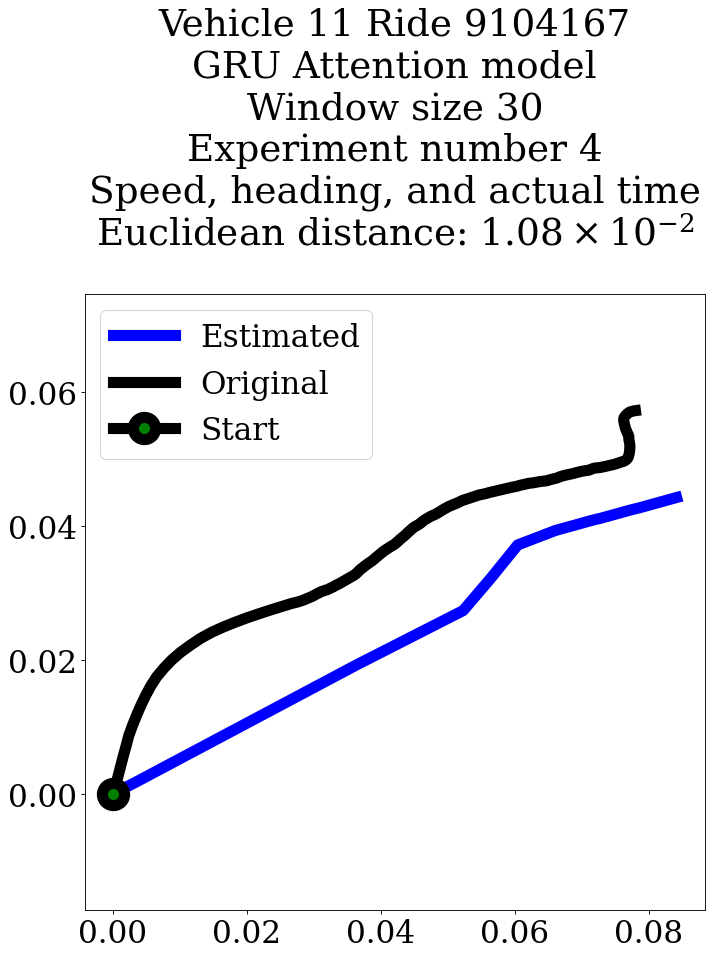 Vehicle 11 Ride 9104167
GRU Attention model
Window size 30
Experiment number 4
Speed, heading, and actual time
Euclidean distance: 1.08 × 10⁻²
Estimated
Original
Start
0.06
0.04
0.02
0.00
0.00 0.02 0.04 0.06 0.08